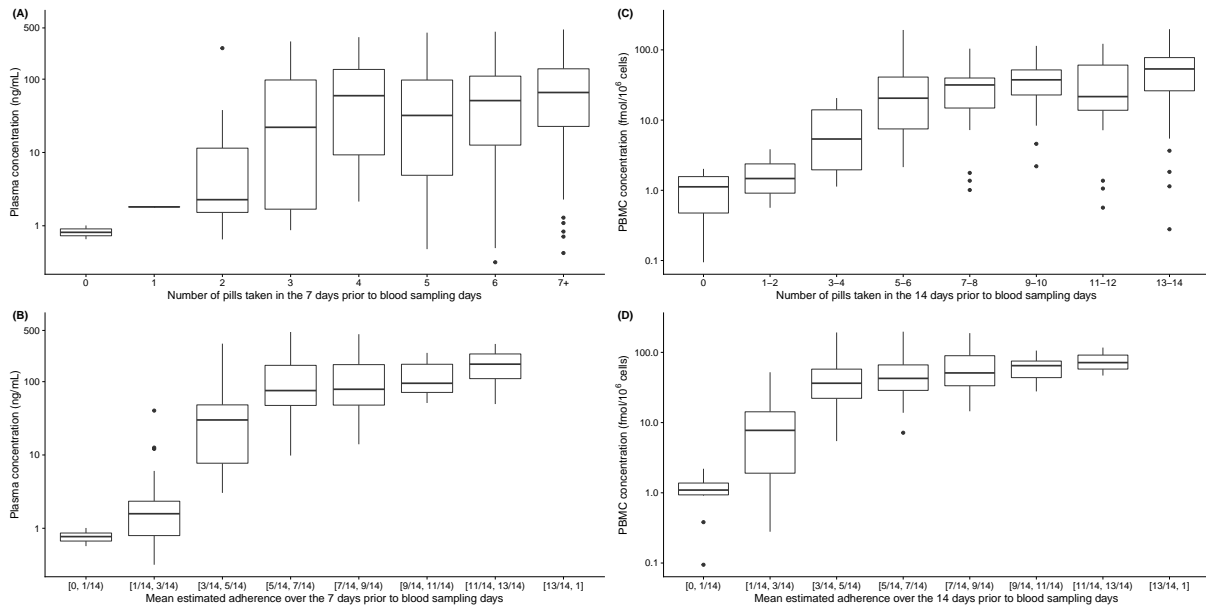 (A)
Plasma concentration (ng/mL)
500
100
10
1
0 1 2 3 4 5 6 7+
Number of pills taken in the 7 days prior to blood sampling days
(C)
PBMC concentration (fmol/10⁶ cells)
100.0
10.0
1.0
0.1
0 1−2 3−4 5−6 7−8 9−10 11−12 13−14
Number of pills taken in the 14 days prior to blood sampling days
(B)
Plasma concentration (ng/mL)
500
100
10
1
[0, 1/14) [1/14, 3/14) [3/14, 5/14) [5/14, 7/14) [7/14, 9/14) [9/14, 11/14) [11/14, 13/14) [13/14, 1]
Mean estimated adherence over the 7 days prior to blood sampling days
(D)
PBMC concentration (fmol/10⁶ cells)
100.0
10.0
1.0
0.1
[0, 1/14) [1/14, 3/14) [3/14, 5/14) [5/14, 7/14) [7/14, 9/14) [9/14, 11/14) [11/14, 13/14) [13/14, 1]
Mean estimated adherence over the 14 days prior to blood sampling days